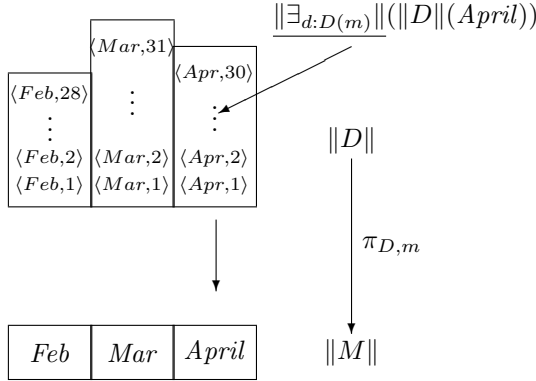 ‖∃_{d:D(m)}‖(‖D‖(April))
⟨Mar,31⟩
⟨Apr,30⟩
⟨Feb,28⟩
⋮ ⋮ ⋮
⟨Feb,2⟩ ⟨Mar,2⟩ ⟨Apr,2⟩
⟨Feb,1⟩ ⟨Mar,1⟩ ⟨Apr,1⟩
‖D‖
π_{D,m}
Feb Mar April ‖M‖